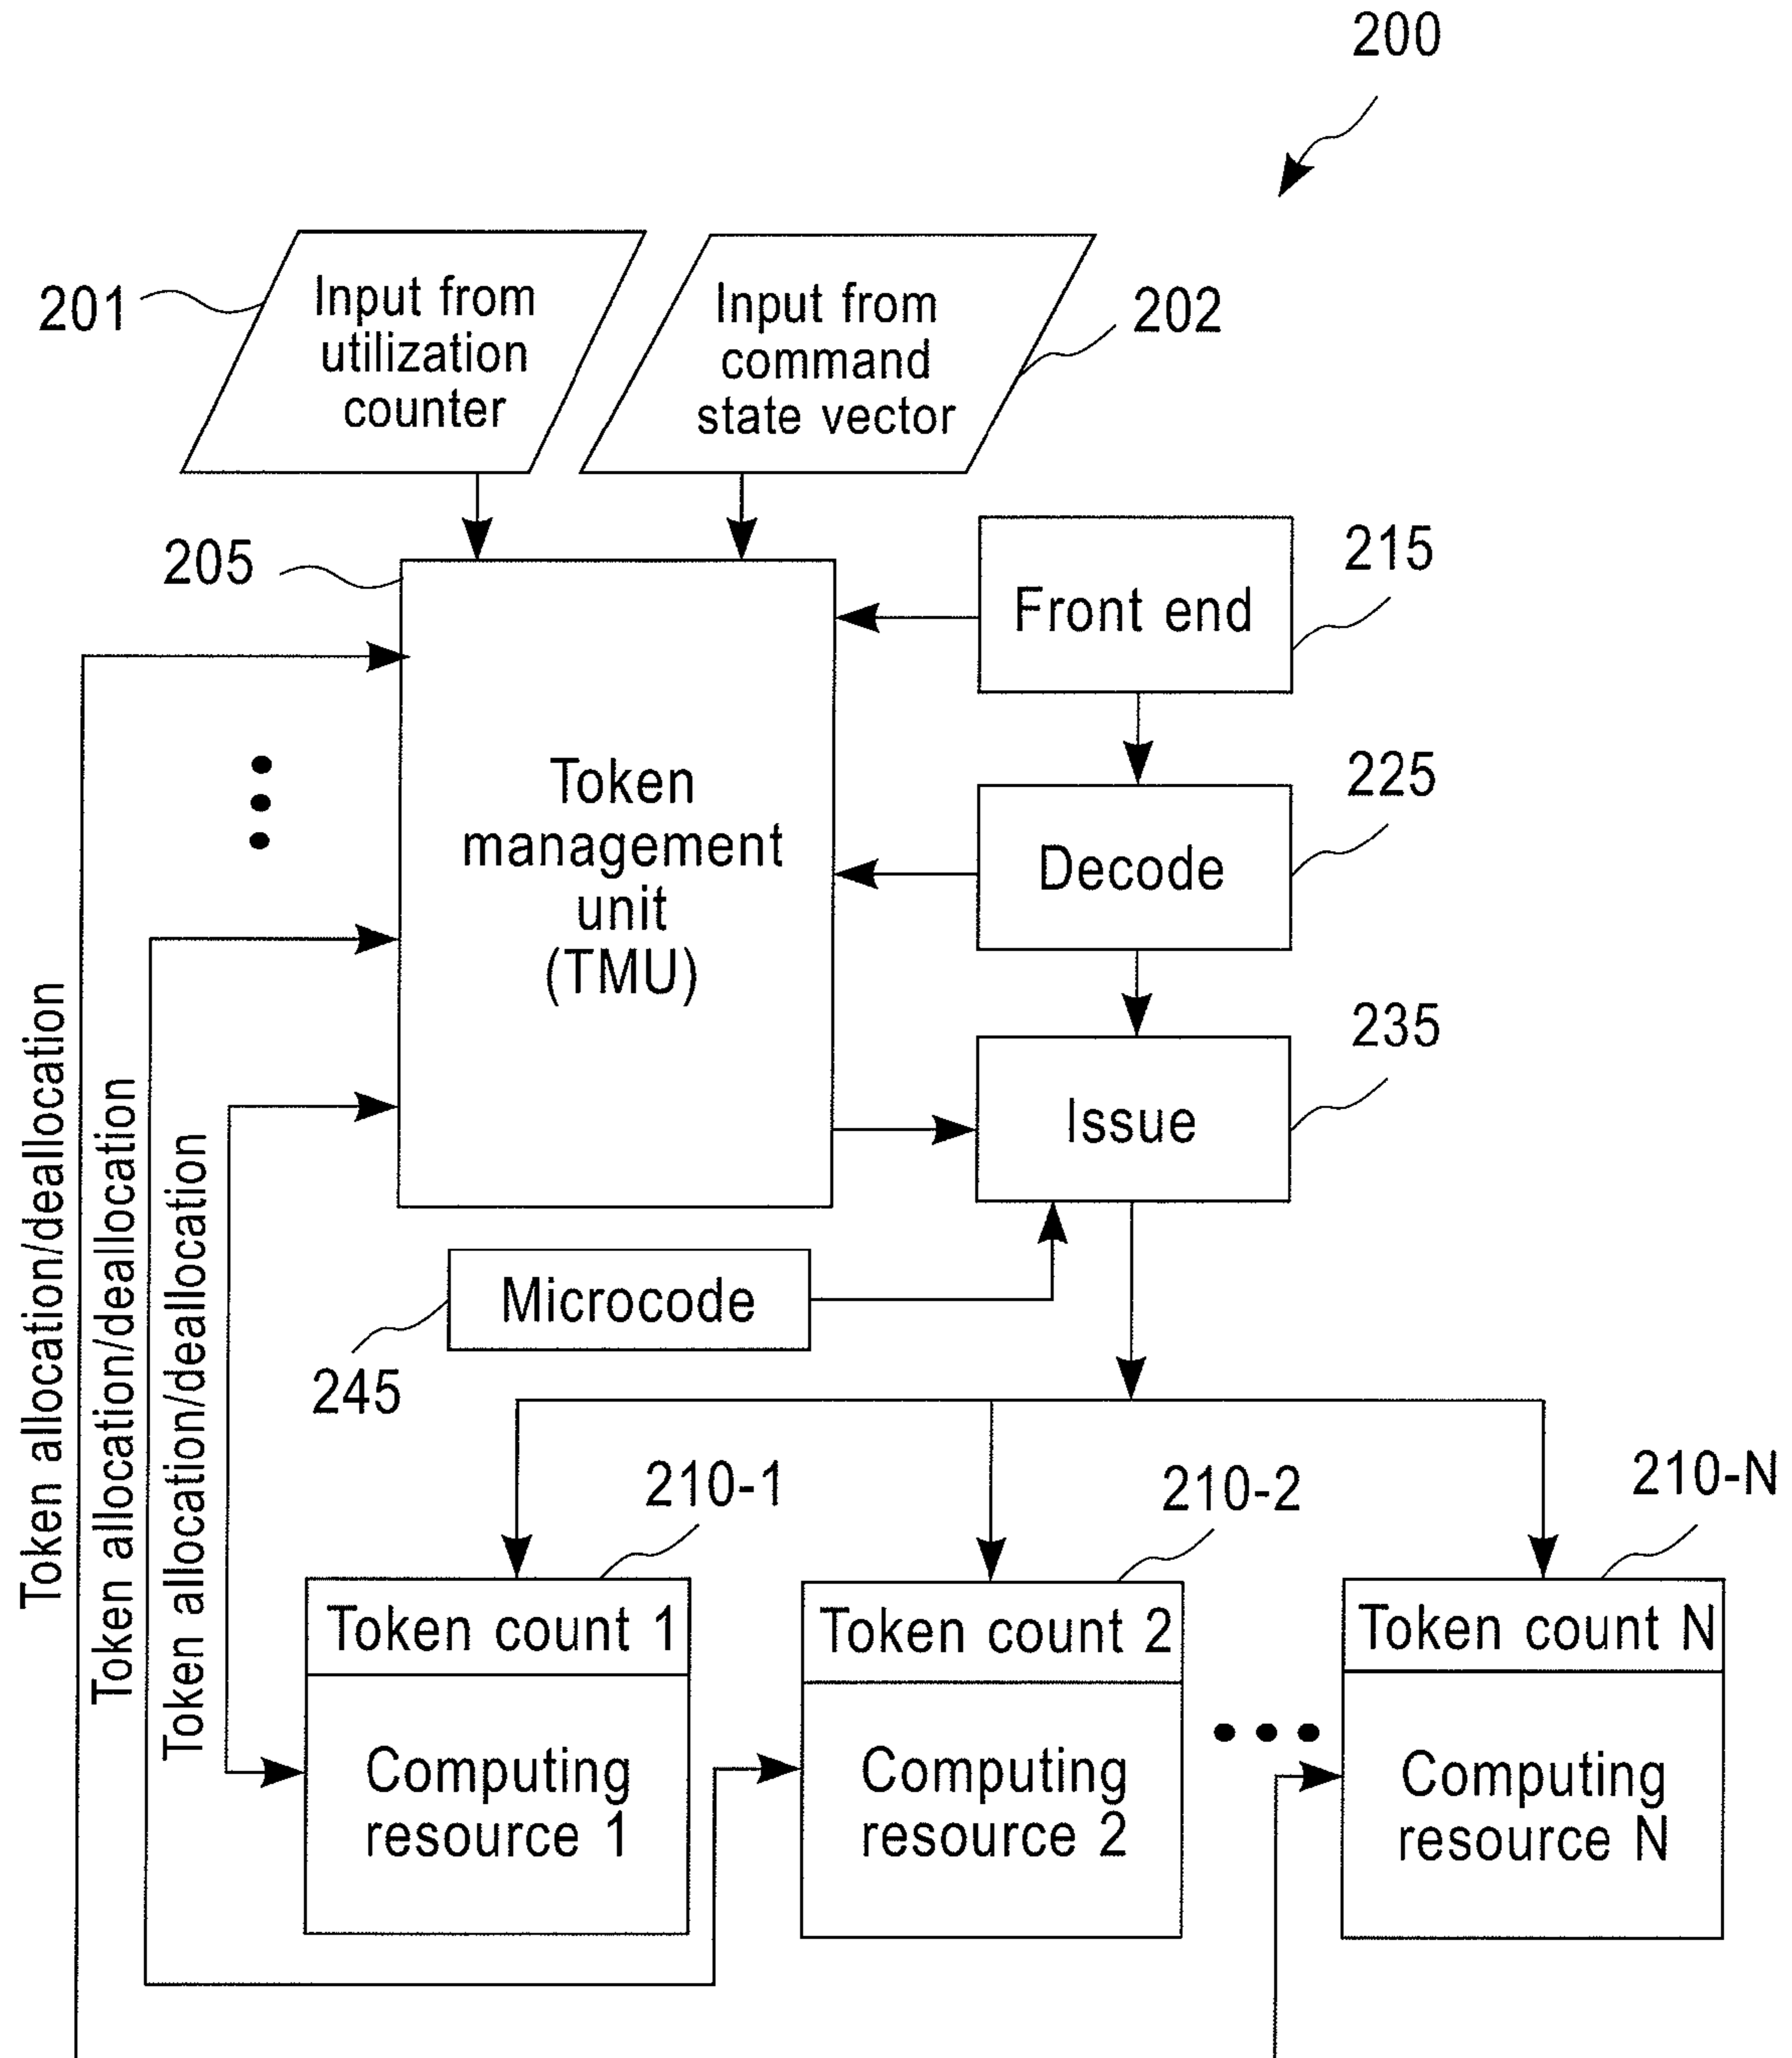 200
201
Input from
utilization
counter
Input from
command
state vector
202
205
Front end
215
Token
management
unit
(TMU)
Decode
225
Issue
235
Token allocation/deallocation
Token allocation/deallocation
Token allocation/deallocation
Microcode
245
210-1
210-2
210-N
Token count 1
Computing
resource 1
Token count 2
Computing
resource 2
Token count N
Computing
resource N